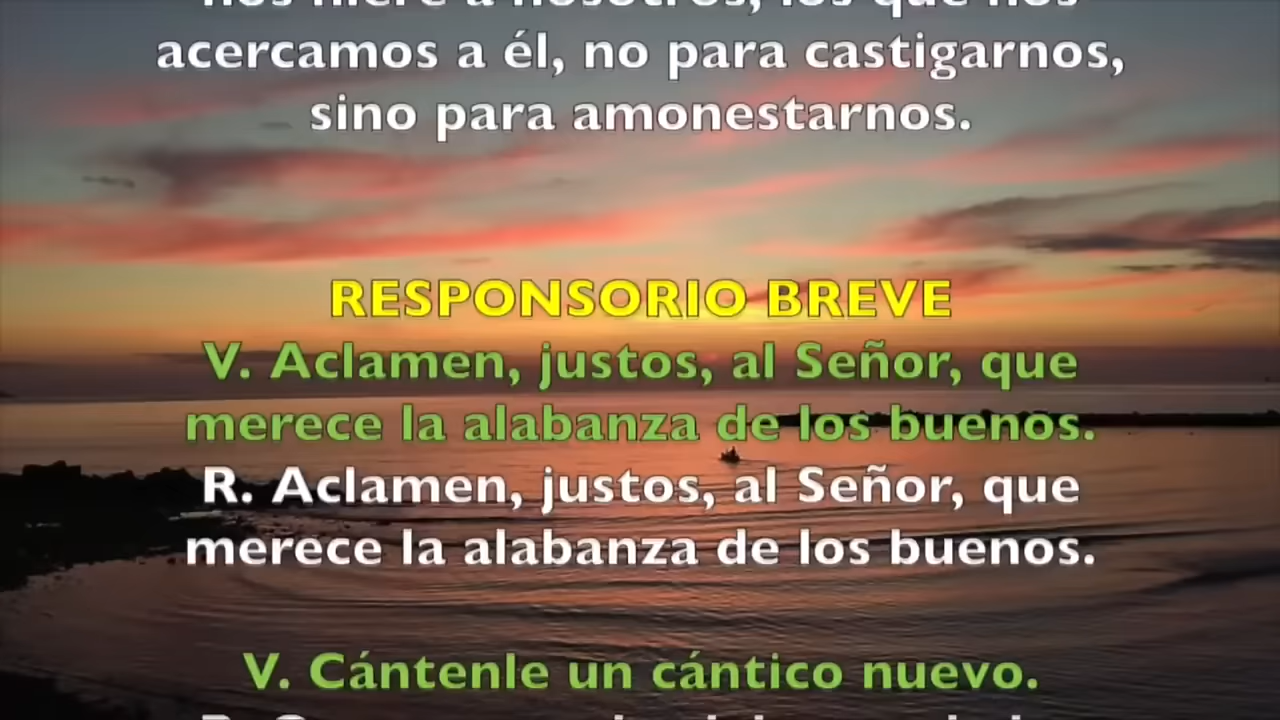 acercamos a él, no para castigarnos,
sino para amonestarnos.
RESPONSORIO BREVE
V. Aclamen, justos, al Señor, que
merece la alabanza de los buenos.
R. Aclamen, justos, al Señor, que
merece la alabanza de los buenos.
V. Cántenle un cántico nuevo.